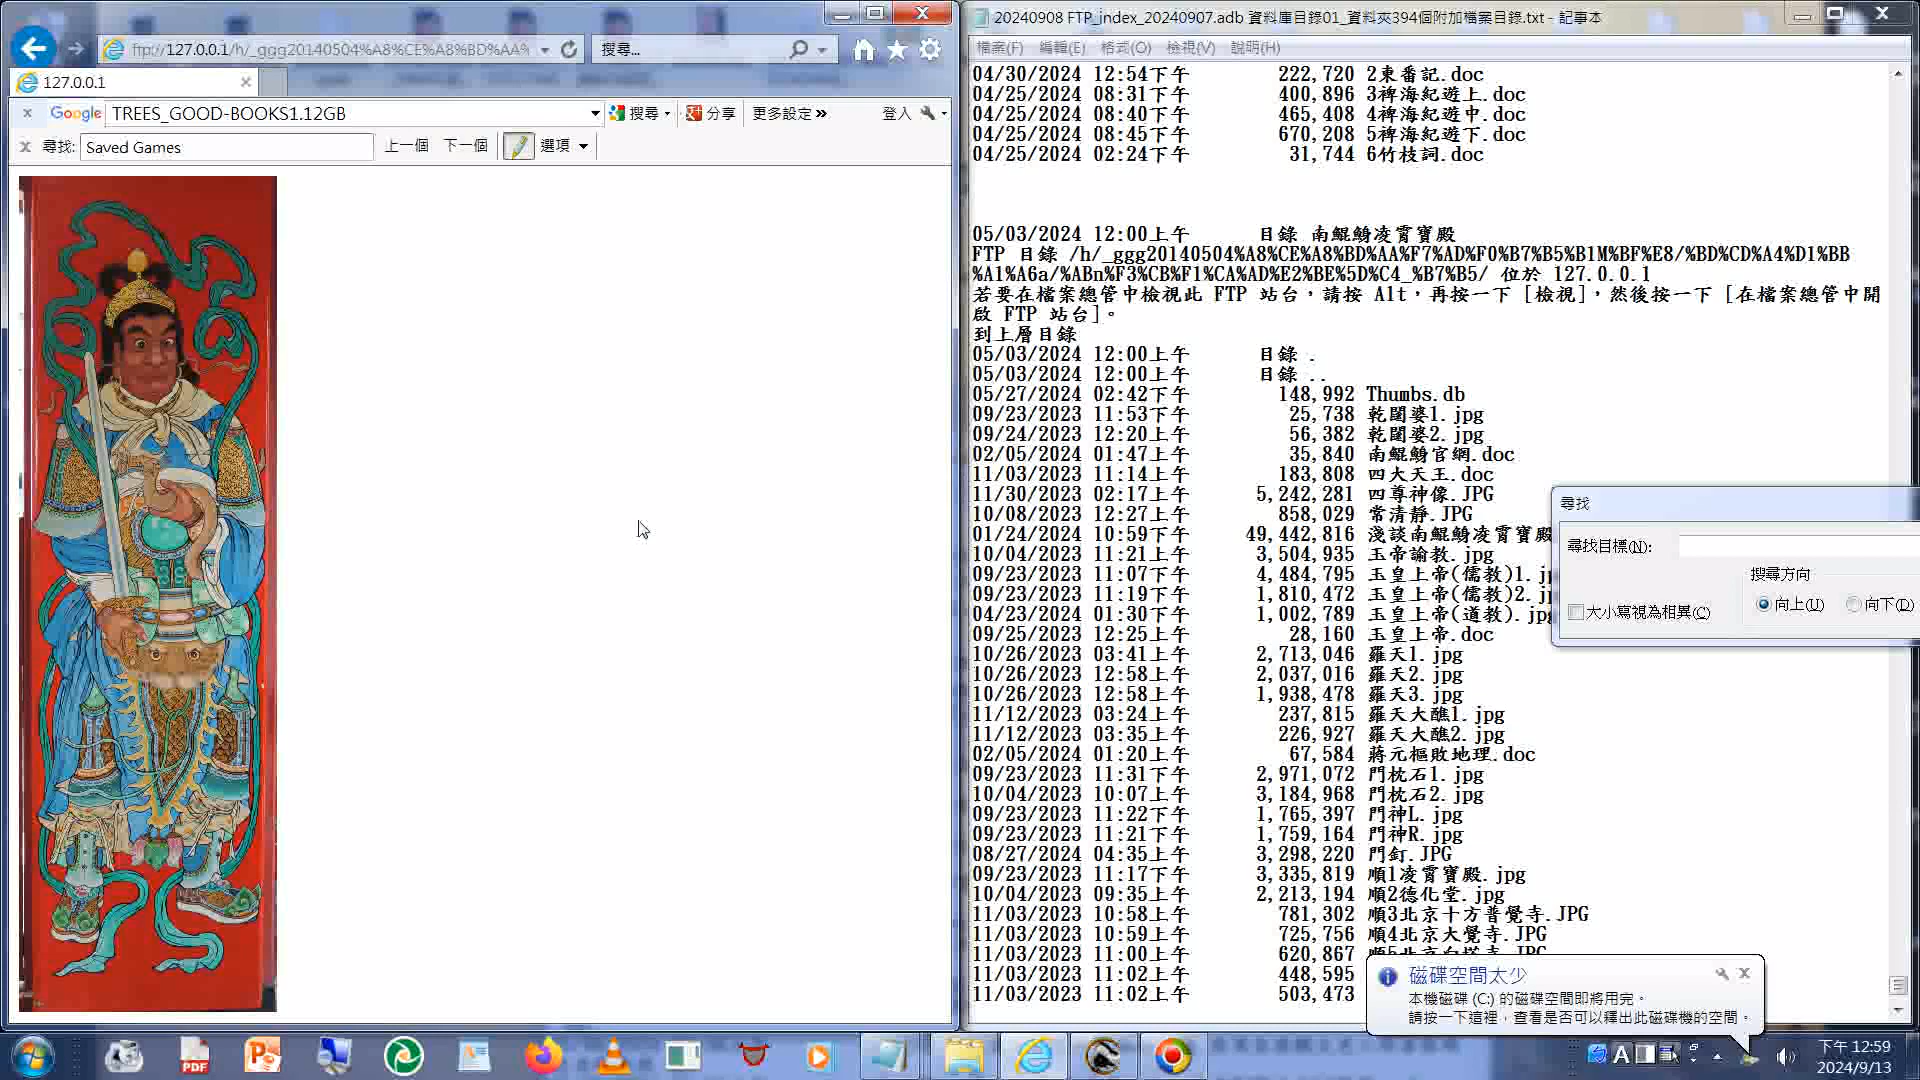 ftp://127.0.0.1/h/_ggg20140504%A8%CE%A8%BD%AA%
搜尋...
127.0.0.1
Google
TREES_GOOD-BOOKS1.12GB
搜尋
分享
更多設定 »
登入
尋找:
Saved Games
上一個
下一個
選項
20240908 FTP_index_20240907.adb 資料庫目錄01_資料夾394個附加檔案目錄.txt - 記事本
檔案(F) 編輯(E) 格式(O) 檢視(V) 說明(H)
04/30/2024 12:54下午 222,720 2東番記.doc
04/25/2024 08:31下午 400,896 3裨海紀遊上.doc
04/25/2024 08:40下午 465,408 4裨海紀遊中.doc
04/25/2024 08:45下午 670,208 5裨海紀遊下.doc
04/25/2024 02:24下午 31,744 6竹枝詞.doc
05/03/2024 12:00上午 目錄 南鯤鯓凌霄寶殿
FTP 目錄 /h/_ggg20140504%A8%CE%A8%BD%AA%F7%AD%F0%B7%B5%B1M%BF%E8/%BD%CD%A4%D1%BB
%A1%A6a/%ABn%F3%CB%F1%CA%AD%E2%BE%5D%C4_%B7%B5/ 位於 127.0.0.1
若要在檔案總管中檢視此 FTP 站台，請按 Alt，再按一下 [檢視]，然後按一下 [在檔案總管中開
啟 FTP 站台]。
到上層目錄
05/03/2024 12:00上午 目錄 .
05/03/2024 12:00上午 目錄 ..
05/27/2024 02:42下午 148,992 Thumbs.db
09/23/2023 11:53下午 25,738 乾闥婆1.jpg
09/24/2023 12:20上午 56,382 乾闥婆2.jpg
02/05/2024 01:47上午 35,840 南鯤鯓官網.doc
11/03/2023 11:14上午 183,808 四大天王.doc
11/30/2023 02:17上午 5,242,281 四尊神像.JPG
10/08/2023 12:27上午 858,029 常清靜.JPG
01/24/2024 10:59下午 49,442,816 淺談南鯤鯓凌霄寶殿
10/04/2023 11:21上午 3,504,935 玉帝諭教.jpg
09/23/2023 11:07下午 4,484,795 玉皇上帝(儒教)1.jp
09/23/2023 11:19下午 1,810,472 玉皇上帝(儒教)2.jp
04/23/2024 01:30下午 1,002,789 玉皇上帝(道教).jpg
09/25/2023 12:25上午 28,160 玉皇上帝.doc
10/26/2023 03:41上午 2,713,046 羅天1.jpg
10/26/2023 12:58上午 2,037,016 羅天2.jpg
10/26/2023 12:58上午 1,938,478 羅天3.jpg
11/12/2023 03:24上午 237,815 羅天大醮1.jpg
11/12/2023 03:35上午 226,927 羅天大醮2.jpg
02/05/2024 01:20上午 67,584 蔣元樞敗地理.doc
09/23/2023 11:31下午 2,971,072 門枕石1.jpg
10/04/2023 10:07上午 3,184,968 門枕石2.jpg
09/23/2023 11:22下午 1,765,397 門神L.jpg
09/23/2023 11:21下午 1,759,164 門神R.jpg
08/27/2024 04:35上午 3,298,220 門釘.JPG
09/23/2023 11:17下午 3,335,819 順1凌霄寶殿.jpg
10/04/2023 09:35上午 2,213,194 順2德化堂.jpg
11/03/2023 10:58上午 781,302 順3北京十方普覺寺.JPG
11/03/2023 10:59上午 725,756 順4北京大覺寺.JPG
11/03/2023 11:00上午 620,867
11/03/2023 11:02上午 448,595
11/03/2023 11:02上午 503,473
尋找
尋找目標(N):
搜尋方向
大小寫視為相異(C)
向上(U)
向下(D)
磁碟空間太少
本機磁碟 (C:) 的磁碟空間即將用完。
請按一下這裡，查看是否可以釋出此磁碟機的空間。
PDF
A
下午 12:59
2024/9/13